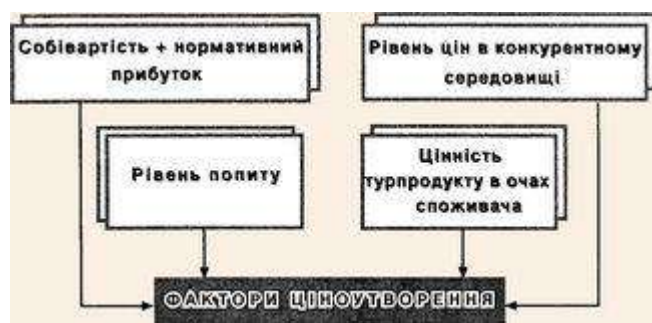 Собівартість + нормативний
прибуток
Рівень цін в конкурентному
середовищі
Рівень попиту
Цінність
турпродукту в очах
споживача
ФАКТОРИ ЦІНОУТВОРЕННЯ